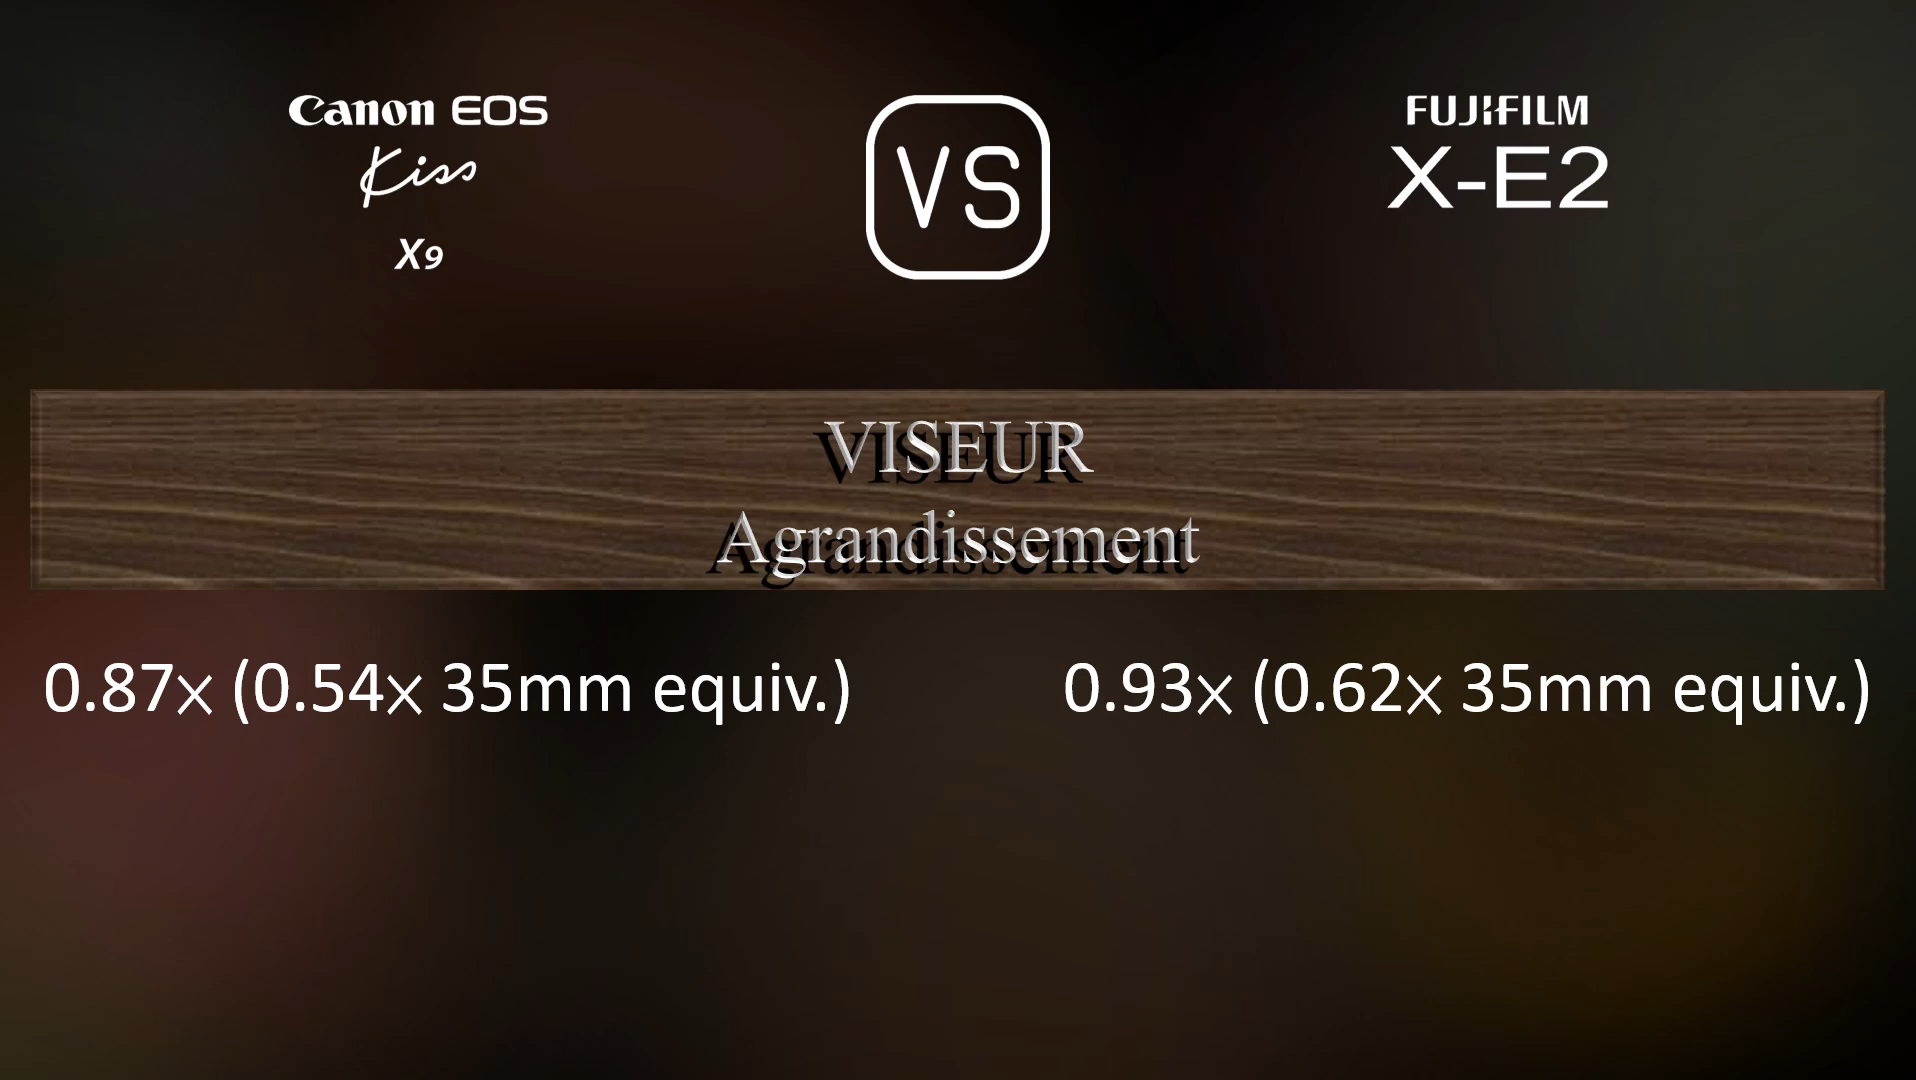 Canon EOS
Kiss
X9
VS
FUJIFILM
X-E2
VISEUR
Agrandissement
0.87× (0.54× 35mm equiv.)
0.93× (0.62× 35mm equiv.)